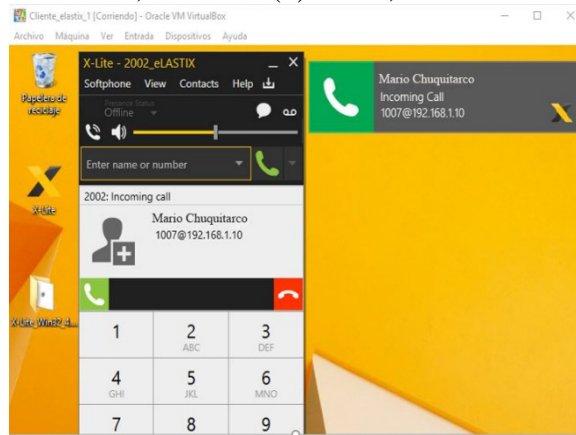 Cliente_elastix_1 [Corriendo] - Oracle VM VirtualBox
Archivo Máquina Ver Entrada Dispositivos Ayuda
Papelera de
reciclaje
X-Lite
X-Lite_Win32_4...
X-Lite - 2002_eLASTIX
Softphone View Contacts Help
Presence Status
Offline
Enter name or number
2002: Incoming call
Mario Chuquitarco
1007@192.168.1.10
1
2
ABC
3
DEF
4
GHI
5
JKL
6
MNO
7
8
9
Mario Chuquitarco
Incoming Call
1007@192.168.1.10